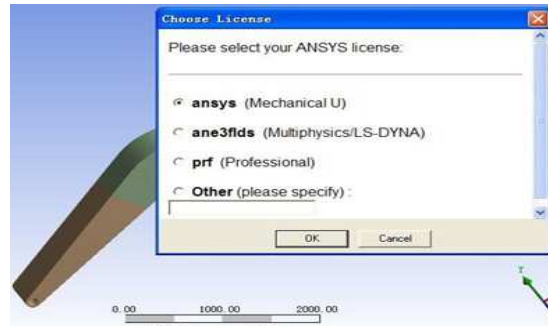 Choose License
Please select your ANSYS license:
ansys (Mechanical U)
ane3flds (Multiphysics/LS-DYNA)
prf (Professional)
Other (please specify) :
OK Cancel
Y
0.00 1000.00 2000.00